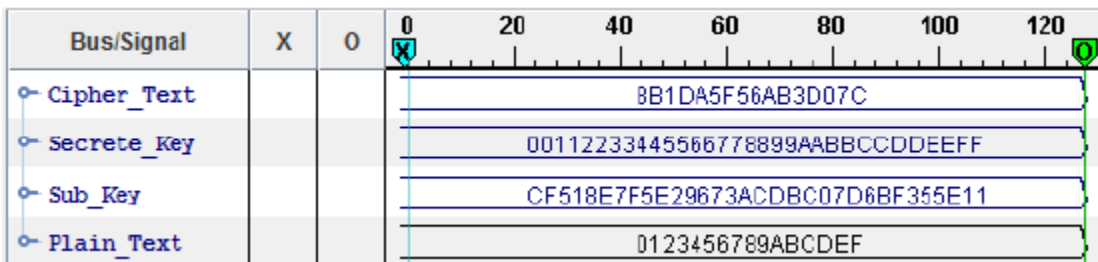 Bus/Signal X O 0 20 40 60 80 100 120
X O
Cipher_Text 8B1DA5F56AB3D07C
Secrete_Key 00112233445566778899AABBCCDDEEFF
Sub_Key CF518E7F5E29673ACDBC07D6BF355E11
Plain_Text 0123456789ABCDEF